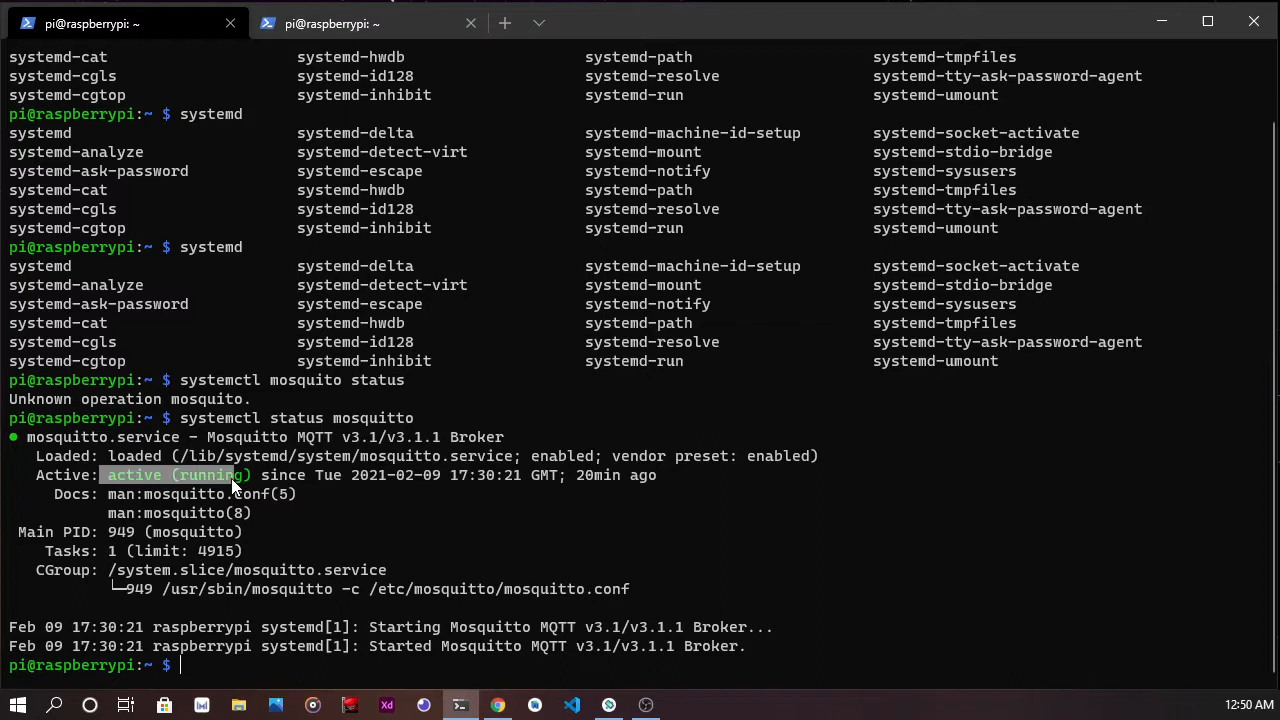 pi@raspberrypi: ~ pi@raspberrypi: ~
systemd-cat systemd-hwdb systemd-path systemd-tmpfiles
systemd-cgls systemd-id128 systemd-resolve systemd-tty-ask-password-agent
systemd-cgtop systemd-inhibit systemd-run systemd-umount
pi@raspberrypi:~ $ systemd
systemd systemd-delta systemd-machine-id-setup systemd-socket-activate
systemd-analyze systemd-detect-virt systemd-mount systemd-stdio-bridge
systemd-ask-password systemd-escape systemd-notify systemd-sysusers
systemd-cat systemd-hwdb systemd-path systemd-tmpfiles
systemd-cgls systemd-id128 systemd-resolve systemd-tty-ask-password-agent
systemd-cgtop systemd-inhibit systemd-run systemd-umount
pi@raspberrypi:~ $ systemd
systemd systemd-delta systemd-machine-id-setup systemd-socket-activate
systemd-analyze systemd-detect-virt systemd-mount systemd-stdio-bridge
systemd-ask-password systemd-escape systemd-notify systemd-sysusers
systemd-cat systemd-hwdb systemd-path systemd-tmpfiles
systemd-cgls systemd-id128 systemd-resolve systemd-tty-ask-password-agent
systemd-cgtop systemd-inhibit systemd-run systemd-umount
pi@raspberrypi:~ $ systemctl mosquito status
Unknown operation mosquito.
pi@raspberrypi:~ $ systemctl status mosquitto
● mosquitto.service - Mosquitto MQTT v3.1/v3.1.1 Broker
Loaded: loaded (/lib/systemd/system/mosquitto.service; enabled; vendor preset: enabled)
Active: active (running) since Tue 2021-02-09 17:30:21 GMT; 20min ago
Docs: man:mosquitto.conf(5)
man:mosquitto(8)
Main PID: 949 (mosquitto)
Tasks: 1 (limit: 4915)
CGroup: /system.slice/mosquitto.service
└─949 /usr/sbin/mosquitto -c /etc/mosquitto/mosquitto.conf
Feb 09 17:30:21 raspberrypi systemd[1]: Starting Mosquitto MQTT v3.1/v3.1.1 Broker...
Feb 09 17:30:21 raspberrypi systemd[1]: Started Mosquitto MQTT v3.1/v3.1.1 Broker.
pi@raspberrypi:~ $
Xd 12:50 AM